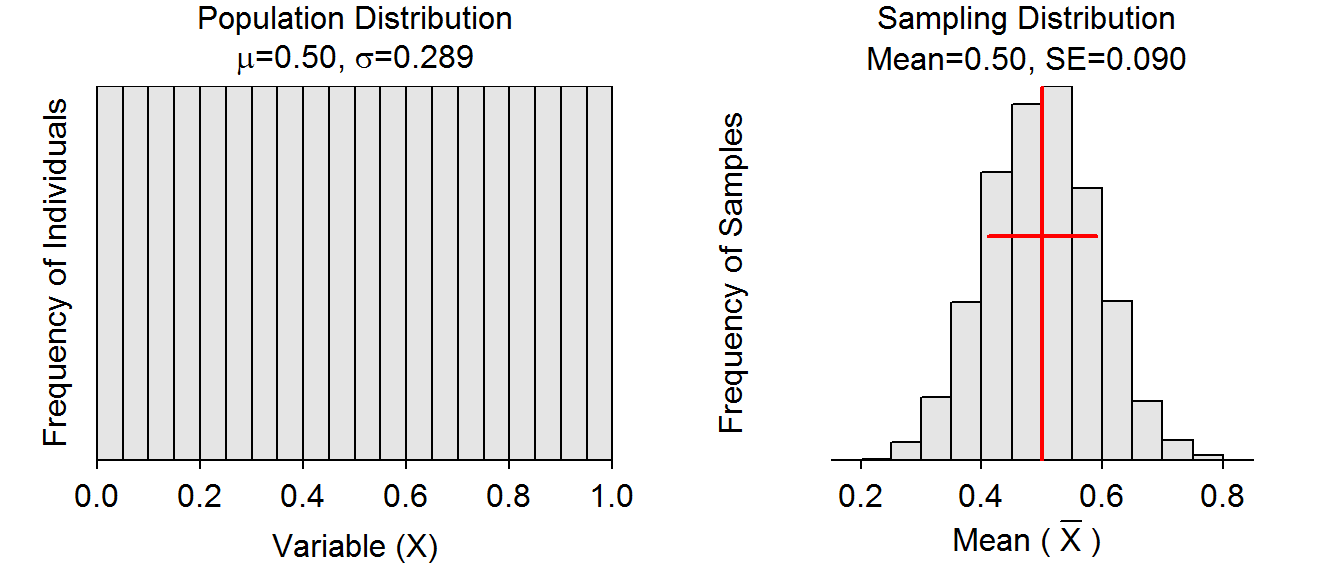 Population Distribution
μ=0.50, σ=0.289
Frequency of Individuals
0.0 0.2 0.4 0.6 0.8 1.0
Variable (X)
Sampling Distribution
Mean=0.50, SE=0.090
Frequency of Samples
0.2 0.4 0.6 0.8
Mean ( X̅ )